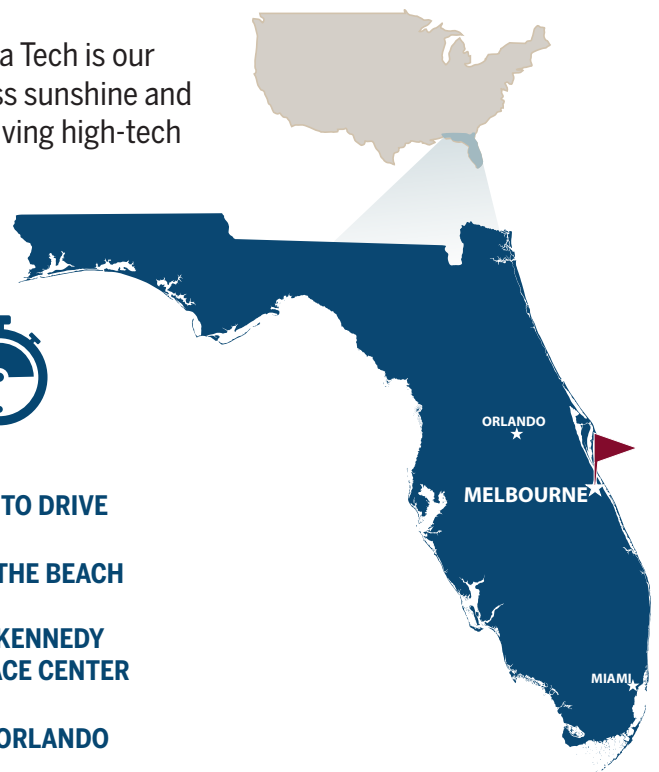 a Tech is our
ss sunshine and
ving high-tech
ORLANDO
MELBOURNE
MIAMI
TO DRIVE
THE BEACH
KENNEDY
ACE CENTER
ORLANDO